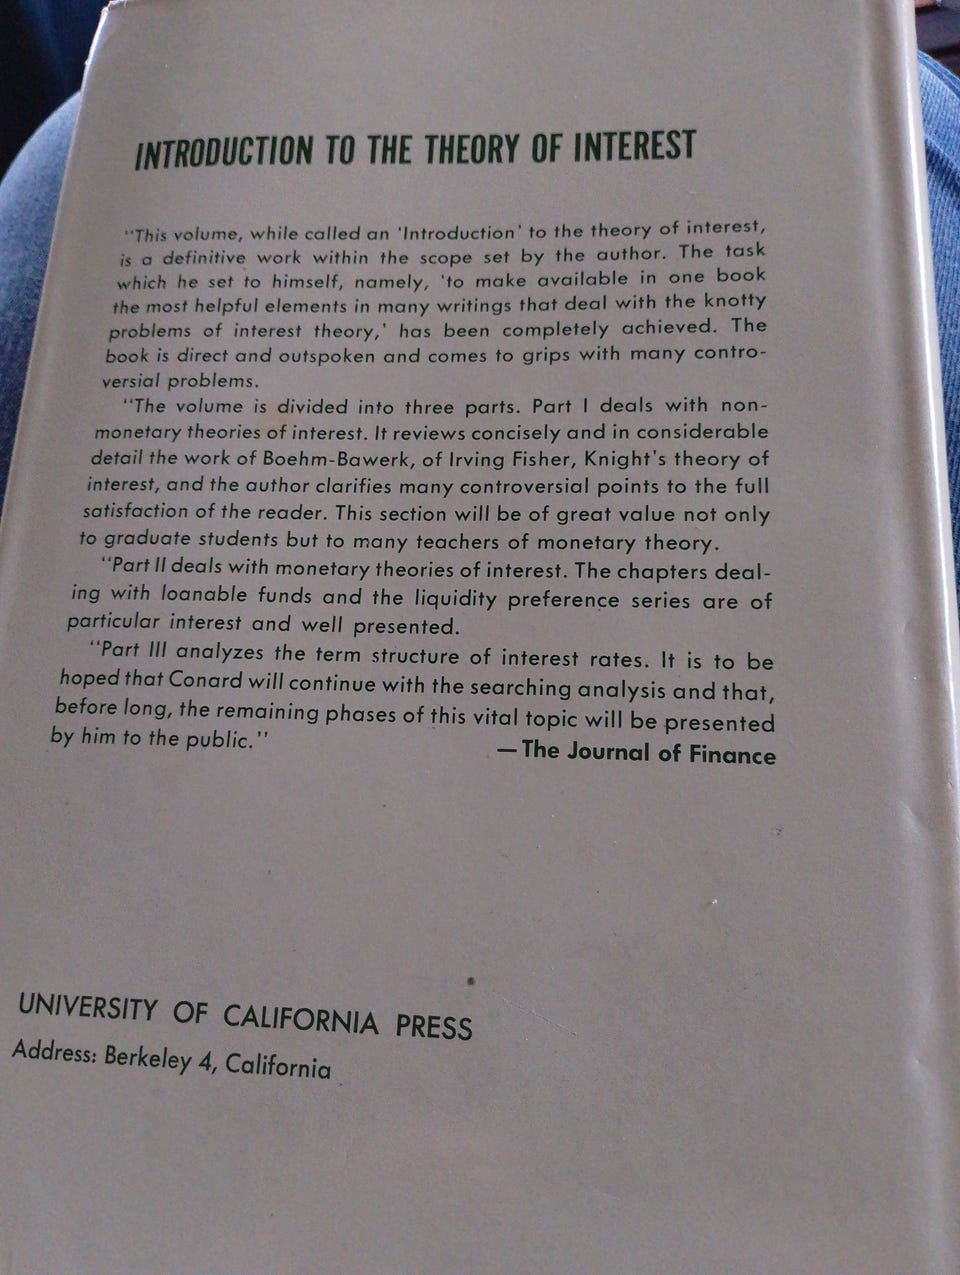 INTRODUCTION TO THE THEORY OF INTEREST
"This volume, while called an 'Introduction' to the theory of interest,
is a definitive work within the scope set by the author. The task
which he set to himself, namely, 'to make available in one book
the most helpful elements in many writings that deal with the knotty
problems of interest theory,' has been completely achieved. The
book is direct and outspoken and comes to grips with many contro-
versial problems.
"The volume is divided into three parts. Part I deals with non-
monetary theories of interest. It reviews concisely and in considerable
detail the work of Boehm-Bawerk, of Irving Fisher, Knight's theory of
interest, and the author clarifies many controversial points to the full
satisfaction of the reader. This section will be of great value not only
to graduate students but to many teachers of monetary theory.
"Part II deals with monetary theories of interest. The chapters deal-
ing with loanable funds and the liquidity preference series are of
particular interest and well presented.
"Part III analyzes the term structure of interest rates. It is to be
hoped that Conard will continue with the searching analysis and that,
before long, the remaining phases of this vital topic will be presented
by him to the public."
—The Journal of Finance
UNIVERSITY OF CALIFORNIA PRESS
Address: Berkeley 4, California